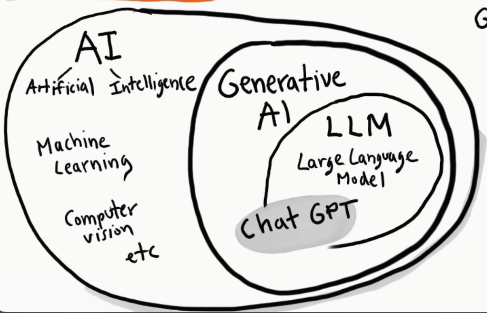 AI
Artificial Intelligence
Machine
Learning
Computer
vision
etc
Generative
AI
LLM
Large Language
Model
Chat GPT
G